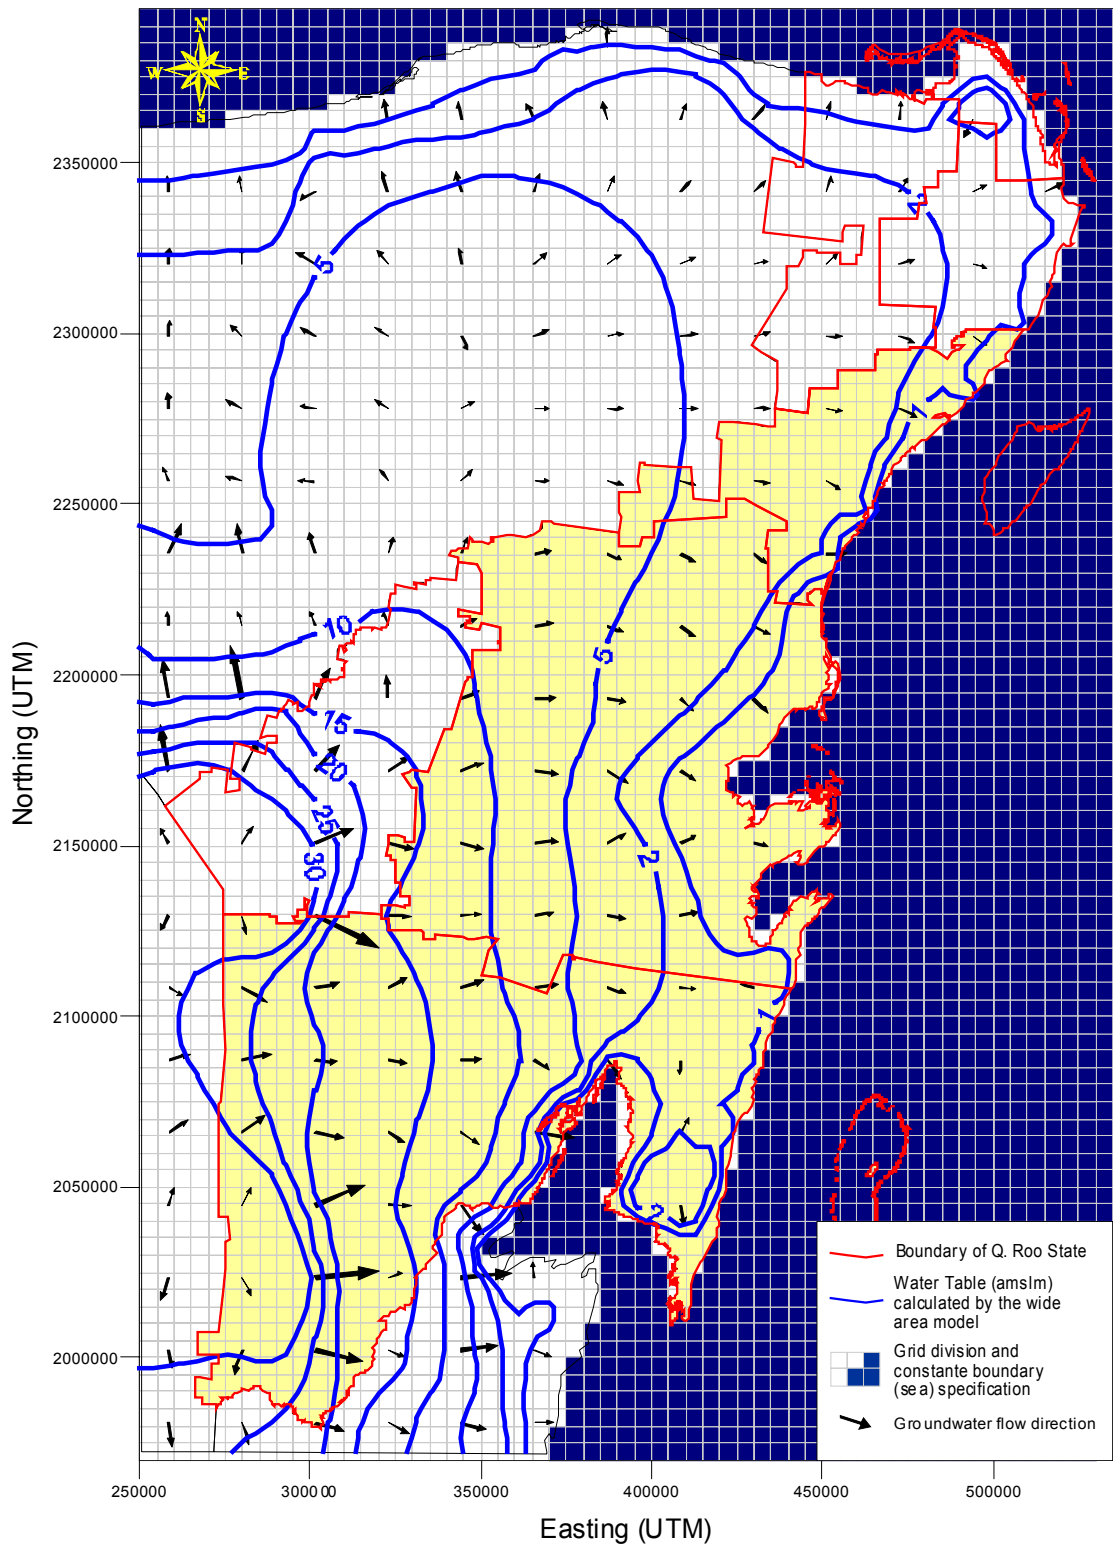 N
W E
S
2350000
2
5
2300000
1
2250000
10
5
2200000
15
20
25
2150000
30
2
2100000
1
2050000
2
2000000
Boundary of Q. Roo State
Water Table (amslm)
calculated by the wide
area model
Grid division and
constante boundary
(sea) specification
Groundwater flow direction
250000 300000 350000 400000 450000 500000
Northing (UTM)
Easting (UTM)